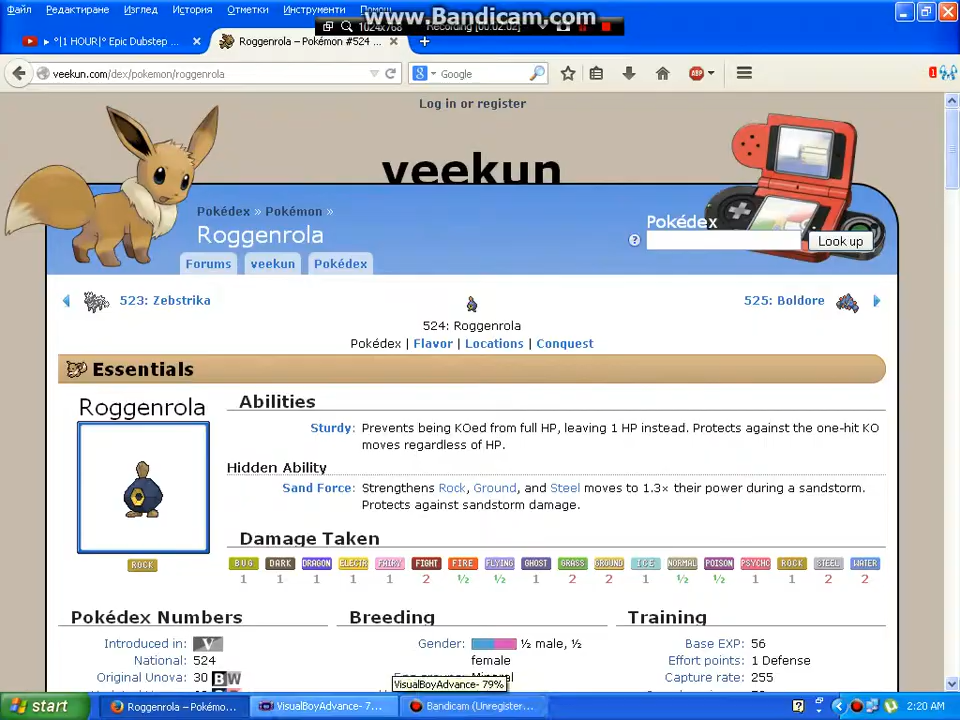 Файл Редактиране Изглед История Отметки Инструменти Помощ
www.Bandicam.com
1024x768 Recording [00:02:02]
°|1 HOUR|° Epic Dubstep ...
Roggenrola – Pokémon #524 ...
veekun.com/dex/pokemon/roggenrola
Google
ABP
1
Log in or register
veekun
Pokédex » Pokémon »
Roggenrola
Pokédex
? Look up
Forums veekun Pokédex
523: Zebstrika
525: Boldore
524: Roggenrola
Pokédex | Flavor | Locations | Conquest
Essentials
Roggenrola
ROCK
Abilities
Sturdy: Prevents being KOed from full HP, leaving 1 HP instead. Protects against the one-hit KO
moves regardless of HP.
Hidden Ability
Sand Force: Strengthens Rock, Ground, and Steel moves to 1.3× their power during a sandstorm.
Protects against sandstorm damage.
Damage Taken
BUG DARK DRAGON ELECTR FAIRY FIGHT FIRE FLYING GHOST GRASS GROUND ICE NORMAL POISON PSYCHC ROCK STEEL WATER
1 1 1 1 1 2 ½ ½ 1 2 2 1 ½ ½ 1 1 2 2
Pokédex Numbers
Introduced in: V
National: 524
Original Unova: 30 B W
Breeding
Gender: ½ male, ½
female
Mineral
Training
Base EXP: 56
Effort points: 1 Defense
Capture rate: 255
VisualBoyAdvance- 79%
start
Roggenrola – Pokémo...
VisualBoyAdvance- 7...
Bandicam (Unregister...
2:20 AM